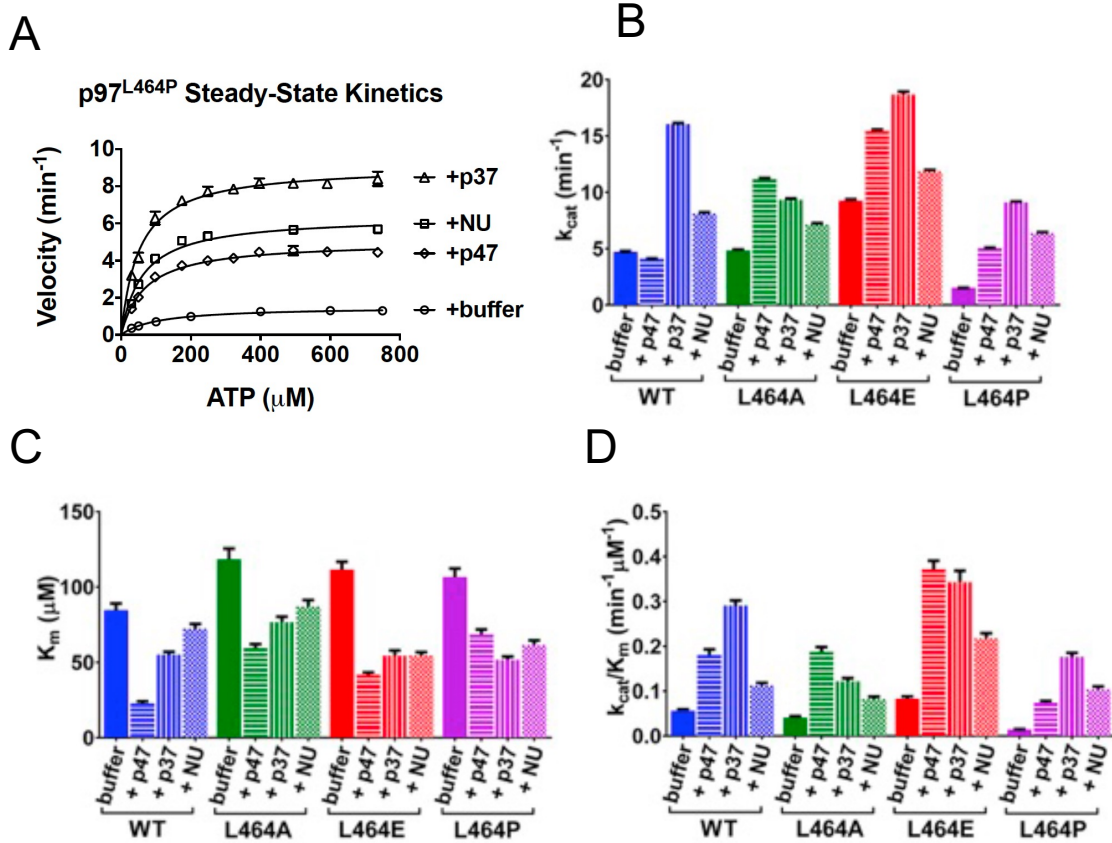 A
p97L464P Steady-State Kinetics
Velocity (min-1)
10
8
6
4
2
0
0 200 400 600 800
ATP (μM)
+p37
+NU
+p47
+buffer
B
kcat (min-1)
20
15
10
5
0
buffer + p47 + p37 + NU buffer + p47 + p37 + NU buffer + p47 + p37 + NU buffer + p47 + p37 + NU
WT L464A L464E L464P
C
Km (μM)
150
100
50
0
buffer + p47 + p37 + NU buffer + p47 + p37 + NU buffer + p47 + p37 + NU buffer + p47 + p37 + NU
WT L464A L464E L464P
D
kcat/Km (min-1μM-1)
0.5
0.4
0.3
0.2
0.1
0.0
buffer + p47 + p37 + NU buffer + p47 + p37 + NU buffer + p47 + p37 + NU buffer + p47 + p37 + NU
WT L464A L464E L464P